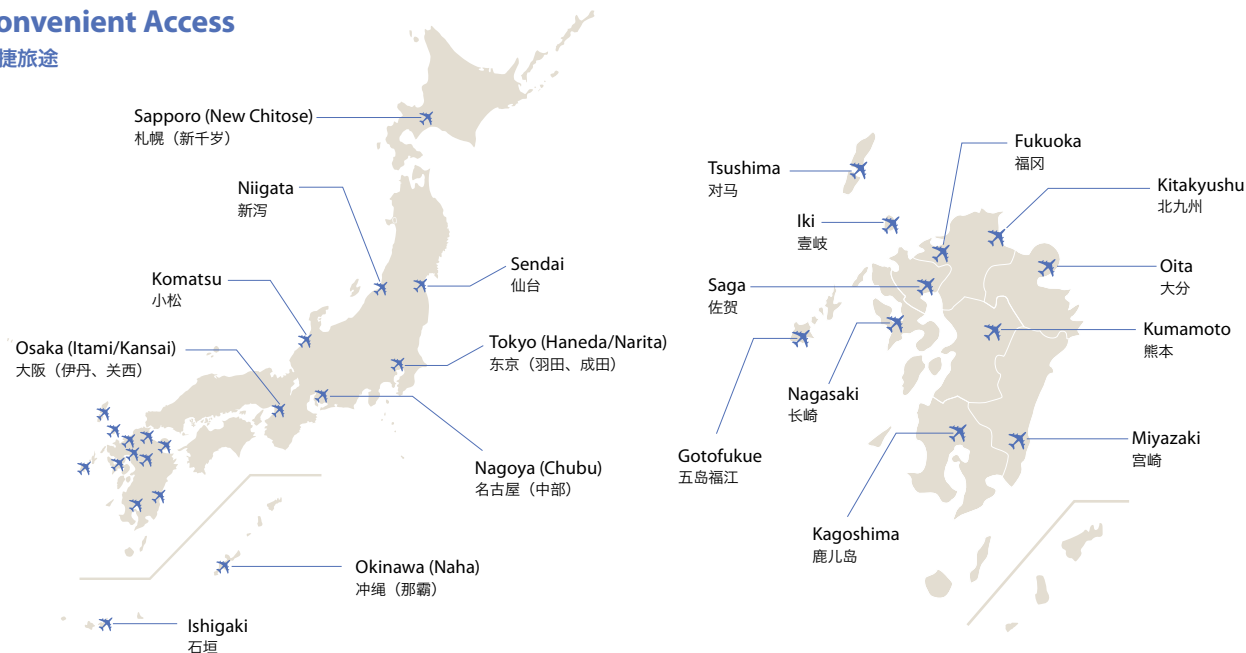 onvenient Access
捷旅途
Sapporo (New Chitose)
札幌（新千岁）
Niigata
新泻
Komatsu
小松
Osaka (Itami/Kansai)
大阪（伊丹、关西）
Sendai
仙台
Tokyo (Haneda/Narita)
东京（羽田、成田）
Nagoya (Chubu)
名古屋（中部）
Okinawa (Naha)
冲绳（那霸）
Ishigaki
石垣
Tsushima
对马
Iki
壹岐
Saga
佐贺
Nagasaki
长崎
Gotofukue
五岛福江
Kagoshima
鹿儿岛
Fukuoka
福冈
Kitakyushu
北九州
Oita
大分
Kumamoto
熊本
Miyazaki
宫崎